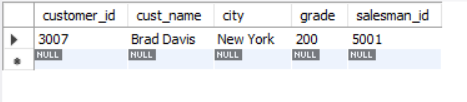 customer_id cust_name city grade salesman_id
3007 Brad Davis New York 200 5001
NULL NULL NULL NULL NULL